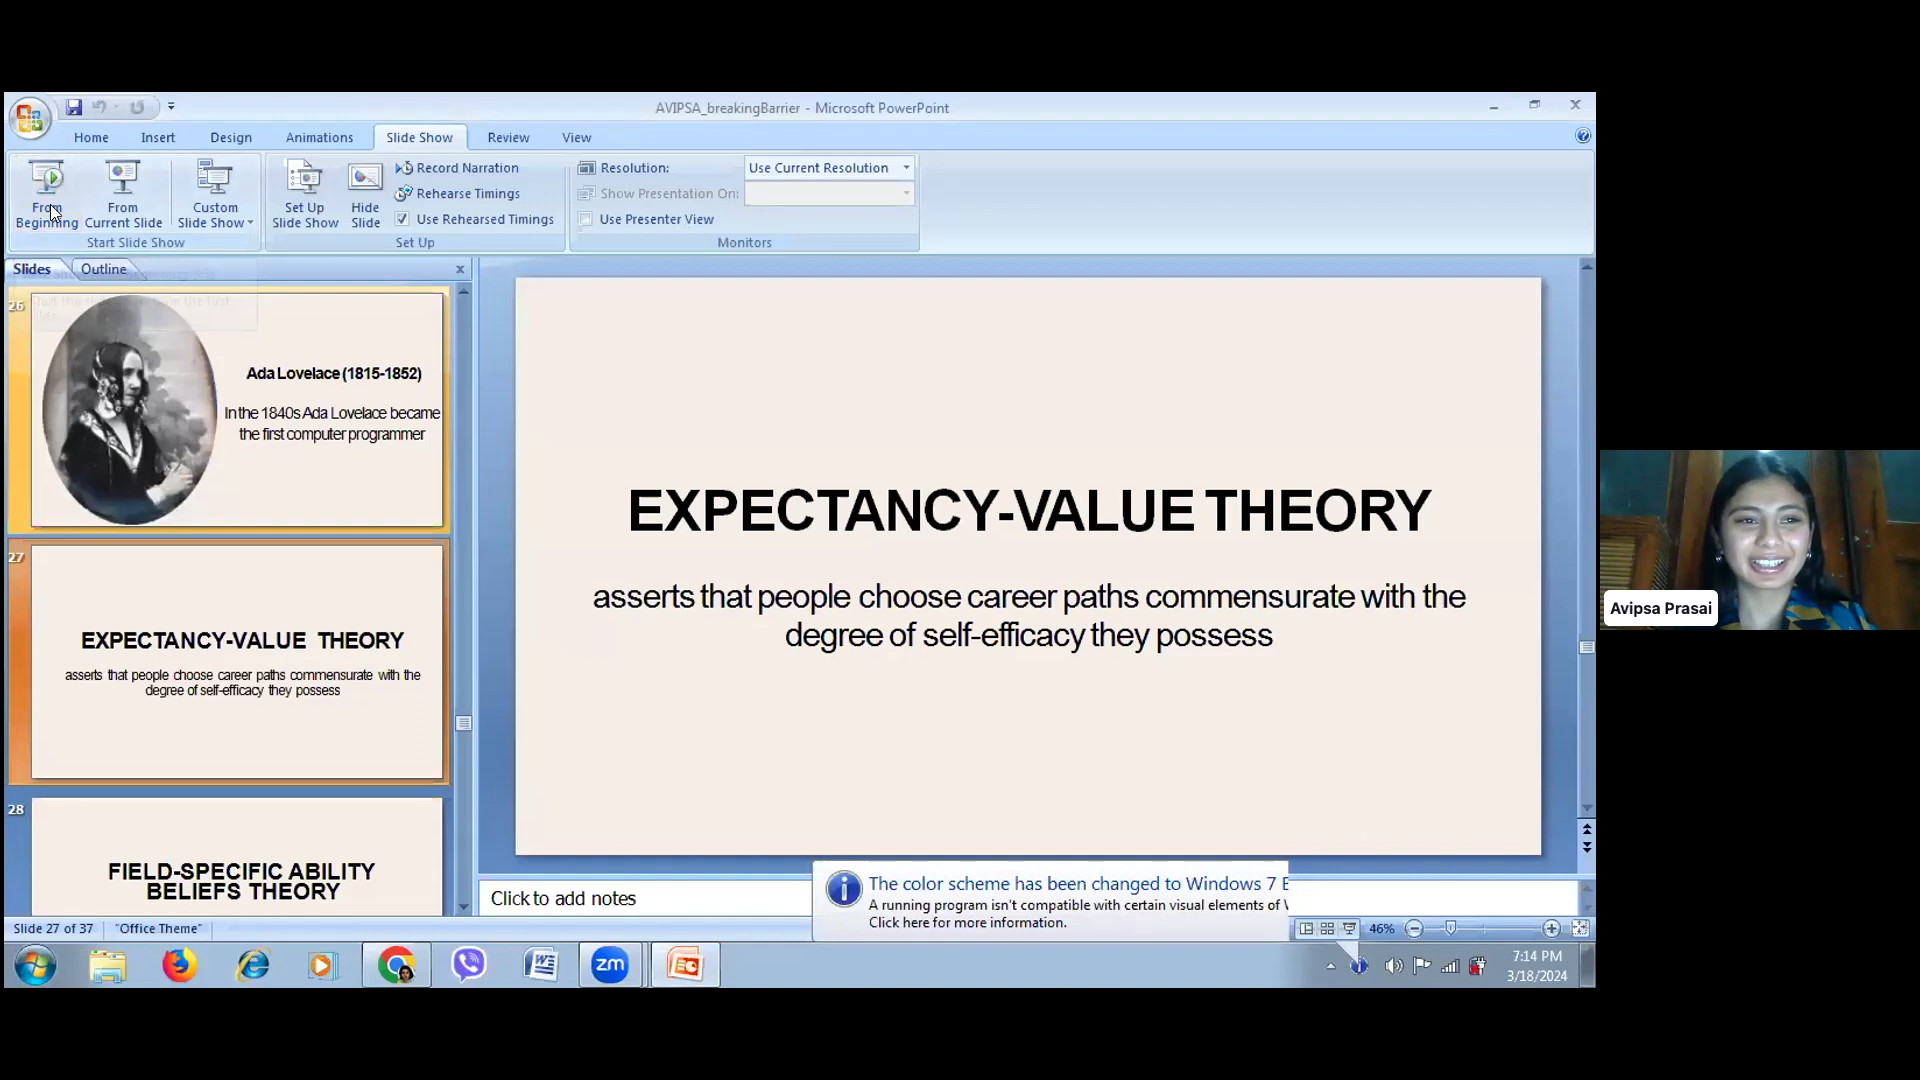 AVIPSA_breakingBarrier - Microsoft PowerPoint
Home Insert Design Animations Slide Show Review View
From Beginning
From Current Slide
Custom Slide Show
Start Slide Show
Set Up Slide Show
Hide Slide
Record Narration
Rehearse Timings
Use Rehearsed Timings
Set Up
Resolution: Use Current Resolution
Show Presentation On:
Use Presenter View
Monitors
Slides Outline
26
Ada Lovelace (1815-1852)
In the 1840s Ada Lovelace became
the first computer programmer
27
EXPECTANCY-VALUE THEORY
asserts that people choose career paths commensurate with the
degree of self-efficacy they possess
28
FIELD-SPECIFIC ABILITY
BELIEFS THEORY
EXPECTANCY-VALUE THEORY
asserts that people choose career paths commensurate with the
degree of self-efficacy they possess
Avipsa Prasai
Click to add notes
The color scheme has been changed to Windows 7
A running program isn't compatible with certain visual elements of
Click here for more information.
Slide 27 of 37 "Office Theme"
46%
zm
7:14 PM
3/18/2024